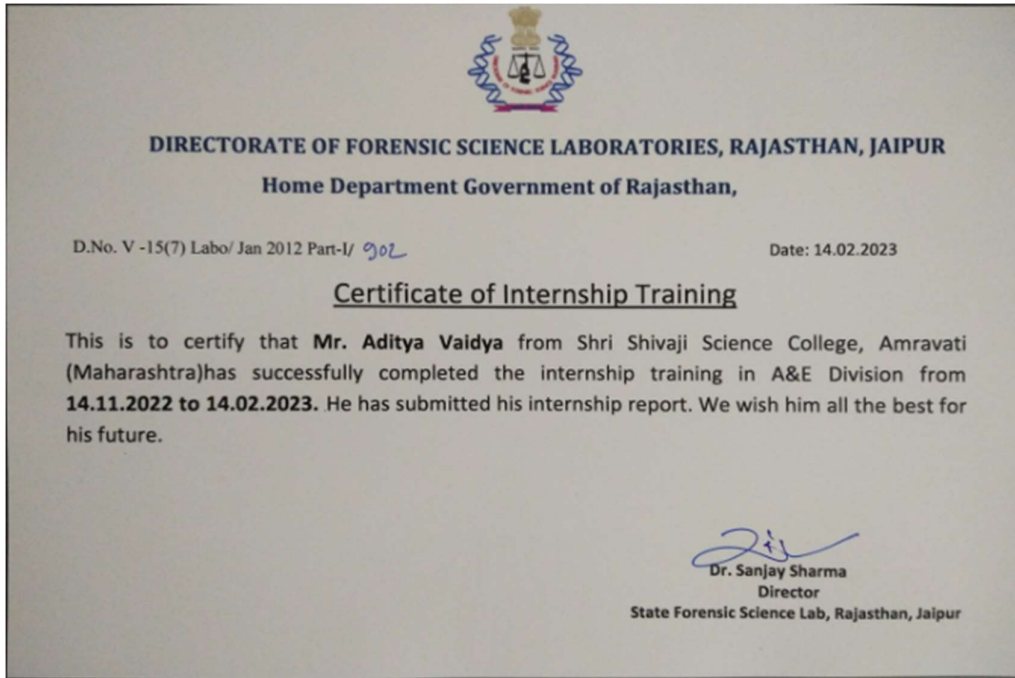 DIRECTORATE OF FORENSIC SCIENCE LABORATORIES, RAJASTHAN, JAIPUR
Home Department Government of Rajasthan,
D.No. V -15(7) Labo/ Jan 2012 Part-I/ 902 Date: 14.02.2023
Certificate of Internship Training
This is to certify that Mr. Aditya Vaidya from Shri Shivaji Science College, Amravati
(Maharashtra)has successfully completed the internship training in A&E Division from
14.11.2022 to 14.02.2023. He has submitted his internship report. We wish him all the best for
his future.
Dr. Sanjay Sharma
Director
State Forensic Science Lab, Rajasthan, Jaipur